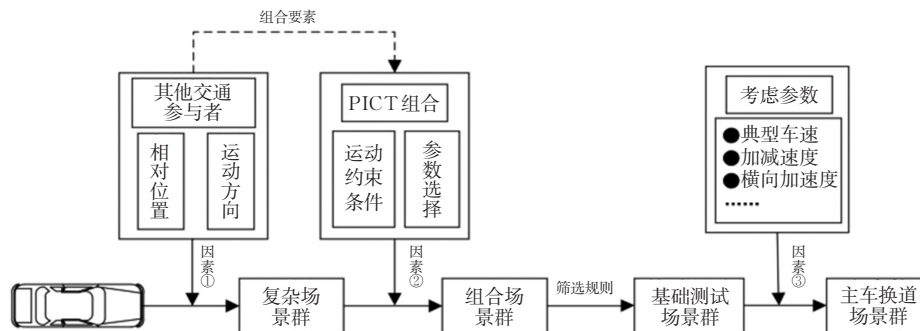 组合要素
其他交通
参与者
相对位置
运动方向
PICT组合
运动
约束
条件
参数选择
考虑参数
●典型车速
●加减速度
●横向加速度
……
因素①
因素②
因素③
复杂场
景群
组合场
景群
筛选规则
基础测试
场景群
主车换道
场景群